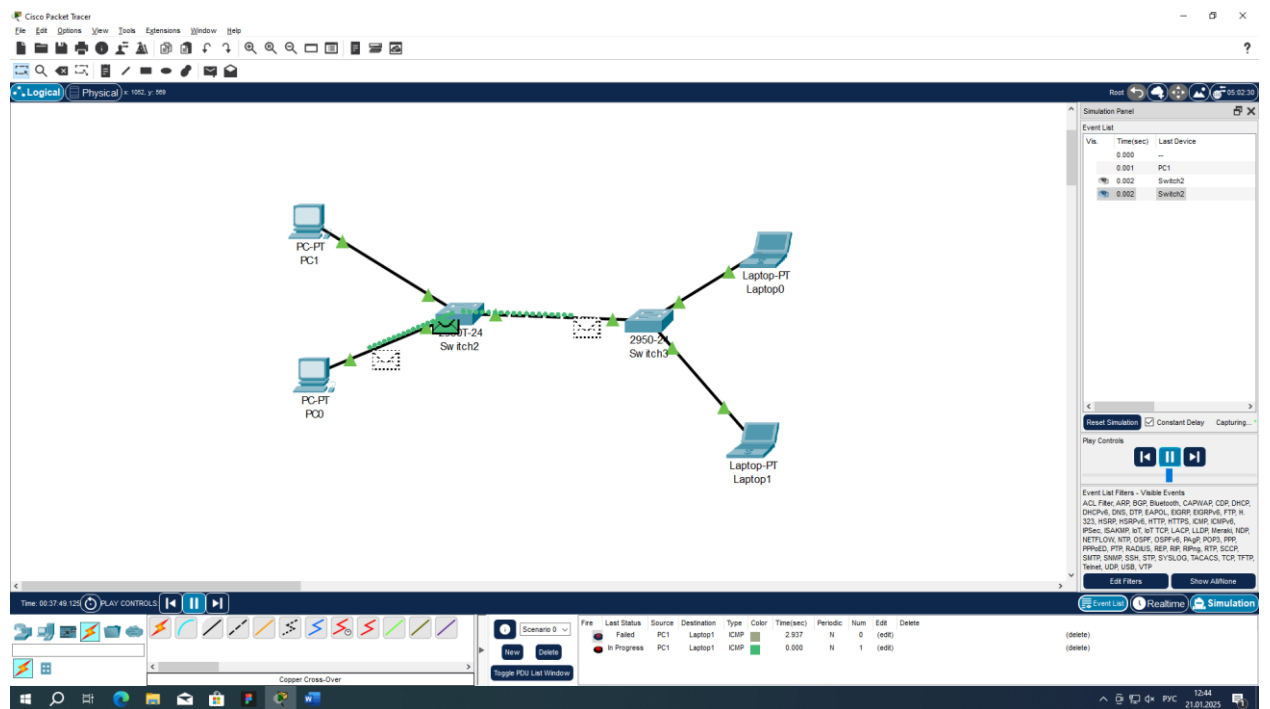 Cisco Packet Tracer
File Edit Options View Tools Extensions Window Help
?
Logical Physical x: 1052, y: 569 Root 05:02:30
Simulation Panel
Event List
Vis. Time(sec) Last Device
0.000 --
0.001 PC1
0.002 Switch2
0.002 Switch2
PC-PT
PC1
Laptop-PT
Laptop0
Switch2
2950-24
Switch3
PC-PT
PC0
Laptop-PT
Laptop1
Reset Simulation Constant Delay Capturing...
Play Controls
Event List Filters - Visible Events
ACL Filter, ARP, BGP, Bluetooth, CAPWAP, CDP, DHCP,
DHCPv6, DNS, DTP, EAPOL, EIGRP, EIGRPv6, FTP, H.
323, HSRP, HSRPv6, HTTP, HTTPS, ICMP, ICMPv6,
IPSec, ISAKMP, IoT, IoT TCP, LACP, LLDP, Meraki, NDP,
NETFLOW, NTP, OSPF, OSPFv6, PAgP, POP3, PPP,
PPPoED, PTP, RADIUS, REP, RIP, RIPng, RTP, SCCP,
SMTP, SNMP, SSH, STP, SYSLOG, TACACS, TCP, TFTP,
Telnet, UDP, USB, VTP
Edit Filters Show All/None
Time: 00:37:49.125 PLAY CONTROLS: Event List Realtime Simulation
Scenario 0
New Delete
Toggle PDU List Window
Fire Last Status Source Destination Type Color Time(sec) Periodic Num Edit Delete
Failed PC1 Laptop1 ICMP 2.937 N 0 (edit) (delete)
In Progress PC1 Laptop1 ICMP 0.000 N 1 (edit) (delete)
Copper Cross-Over
РУС 12:44
21.01.2025